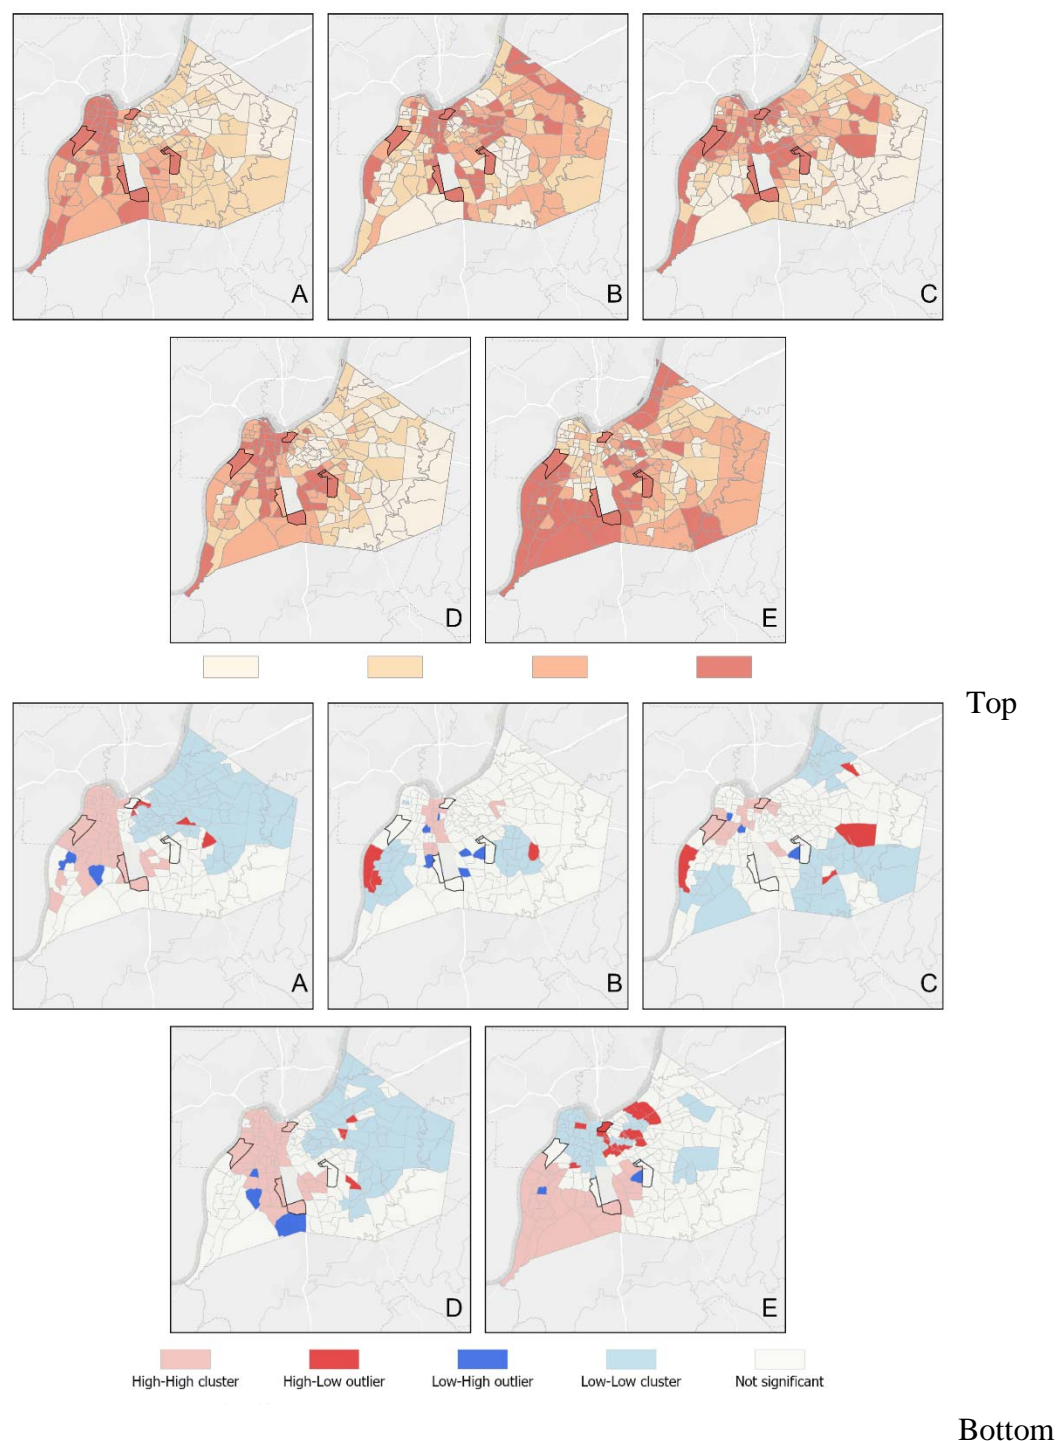 A
B
C
D
E
Top
A
B
C
D
E
High-High cluster
High-Low outlier
Low-High outlier
Low-Low cluster
Not significant
Bottom